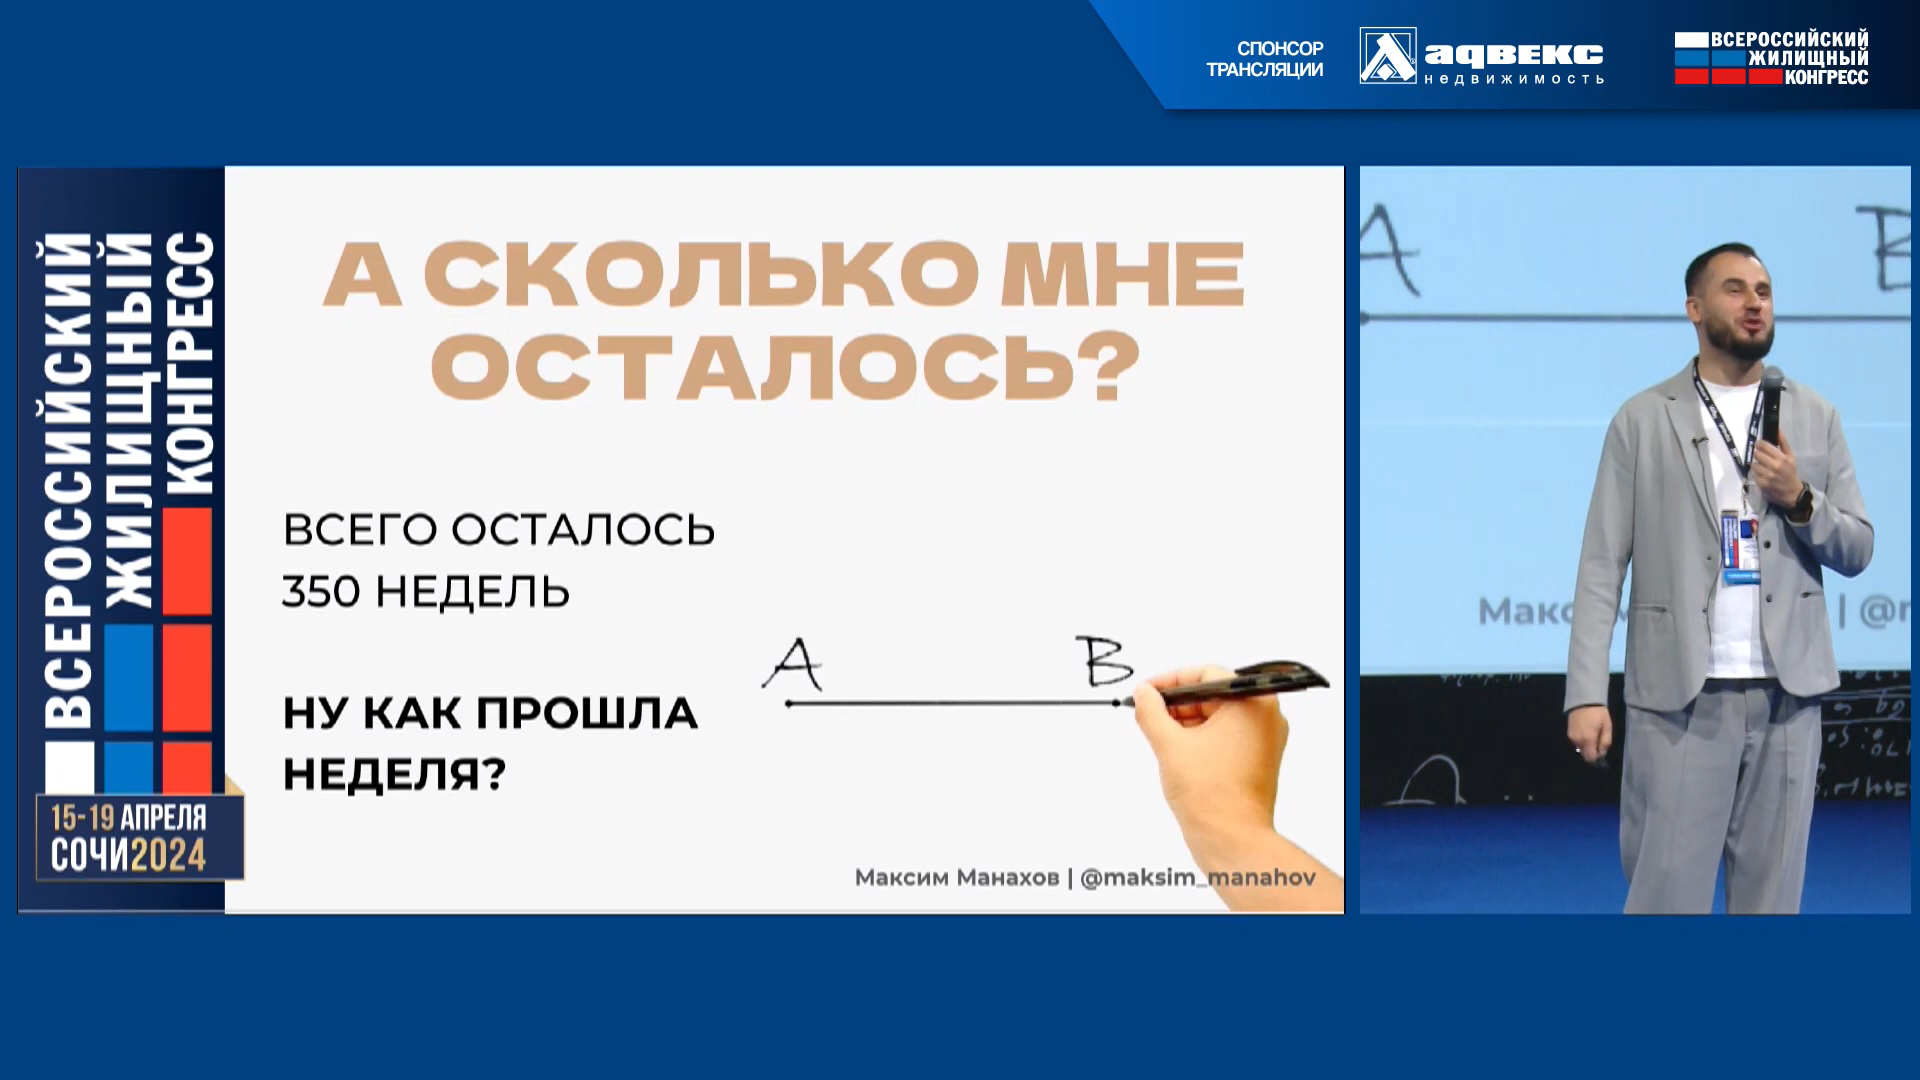 СПОНСОР
ТРАНСЛЯЦИИ
АДВЕКС
НЕДВИЖИМОСТЬ
ВСЕРОССИЙСКИЙ
ЖИЛИЩНЫЙ
КОНГРЕСС
ВСЕРОССИЙСКИЙ
ЖИЛИЩНЫЙ
КОНГРЕСС
15-19 АПРЕЛЯ
СОЧИ2024
А СКОЛЬКО МНЕ
ОСТАЛОСЬ?
ВСЕГО ОСТАЛОСЬ
350 НЕДЕЛЬ
НУ КАК ПРОШЛА
НЕДЕЛЯ?
A B
Максим Манахов | @maksim_manahov
A B
Макс | @m